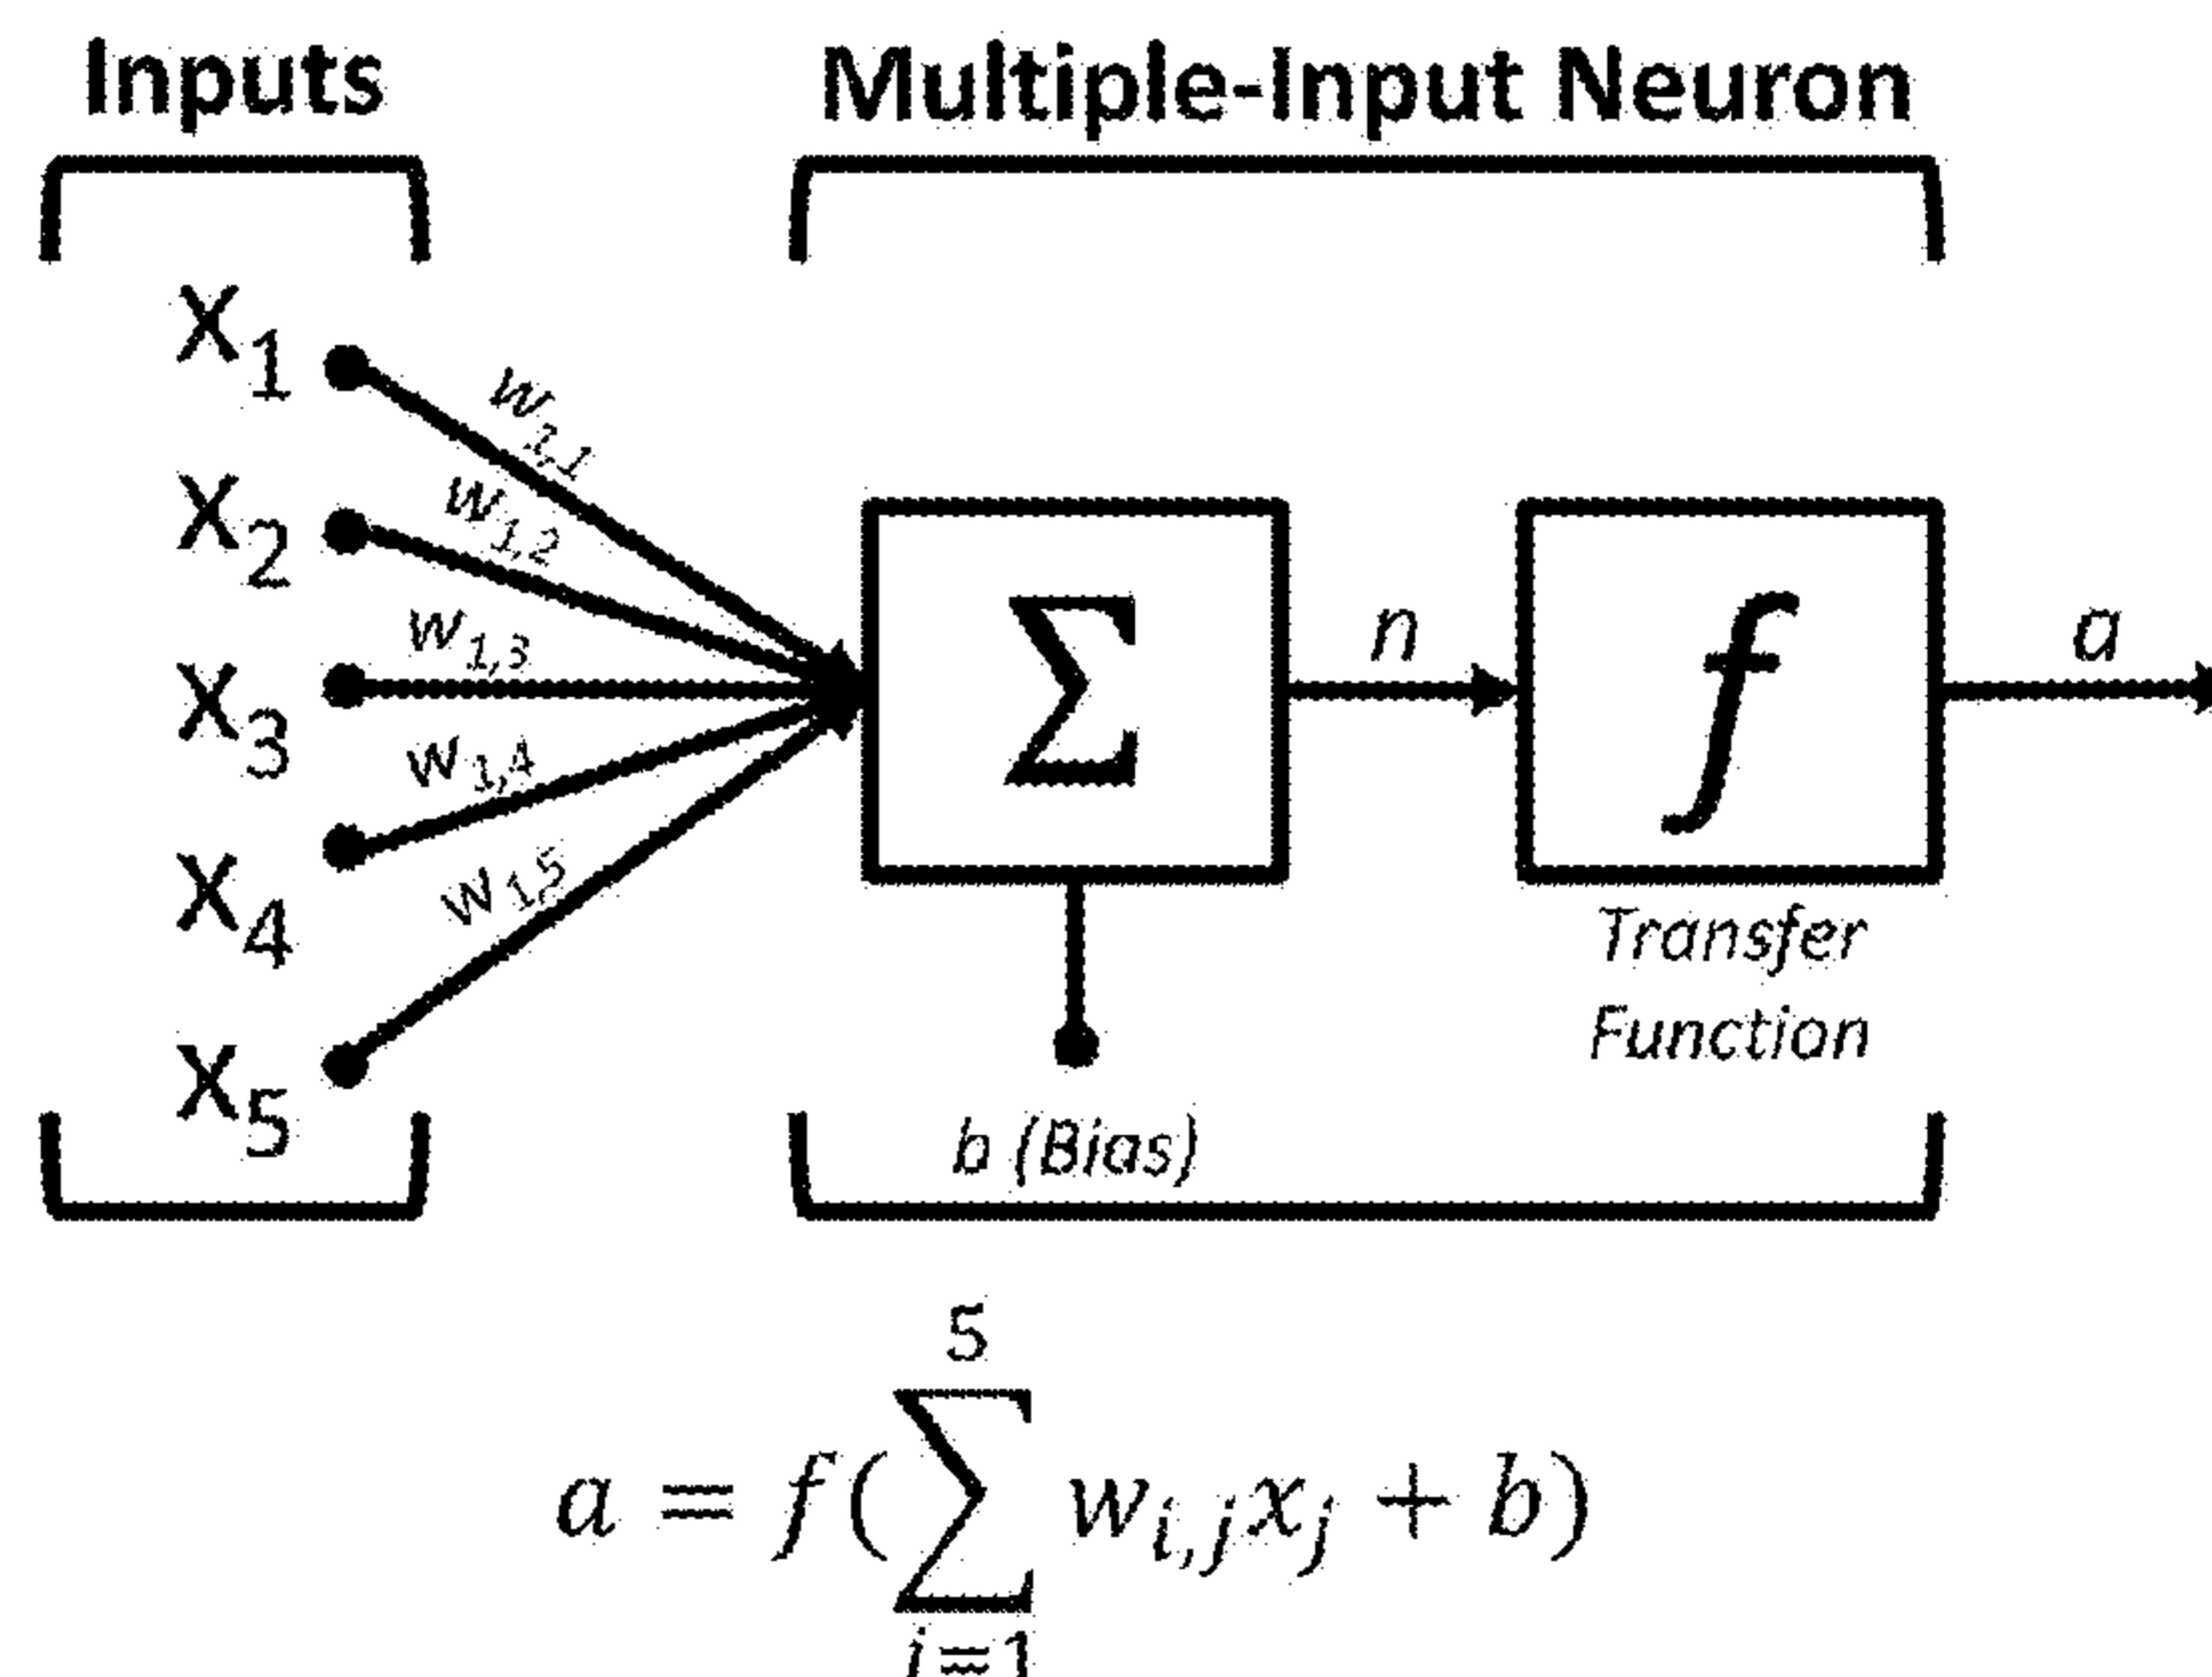 Inputs
Multiple-Input Neuron
x1
x2
x3
x4
x5
w1,1
w1,2
w1,3
w1,4
w1,5
Σ
n
f
a
Transfer
Function
b (Bias)
5
a = f(∑ wi,jxj + b)
j=1